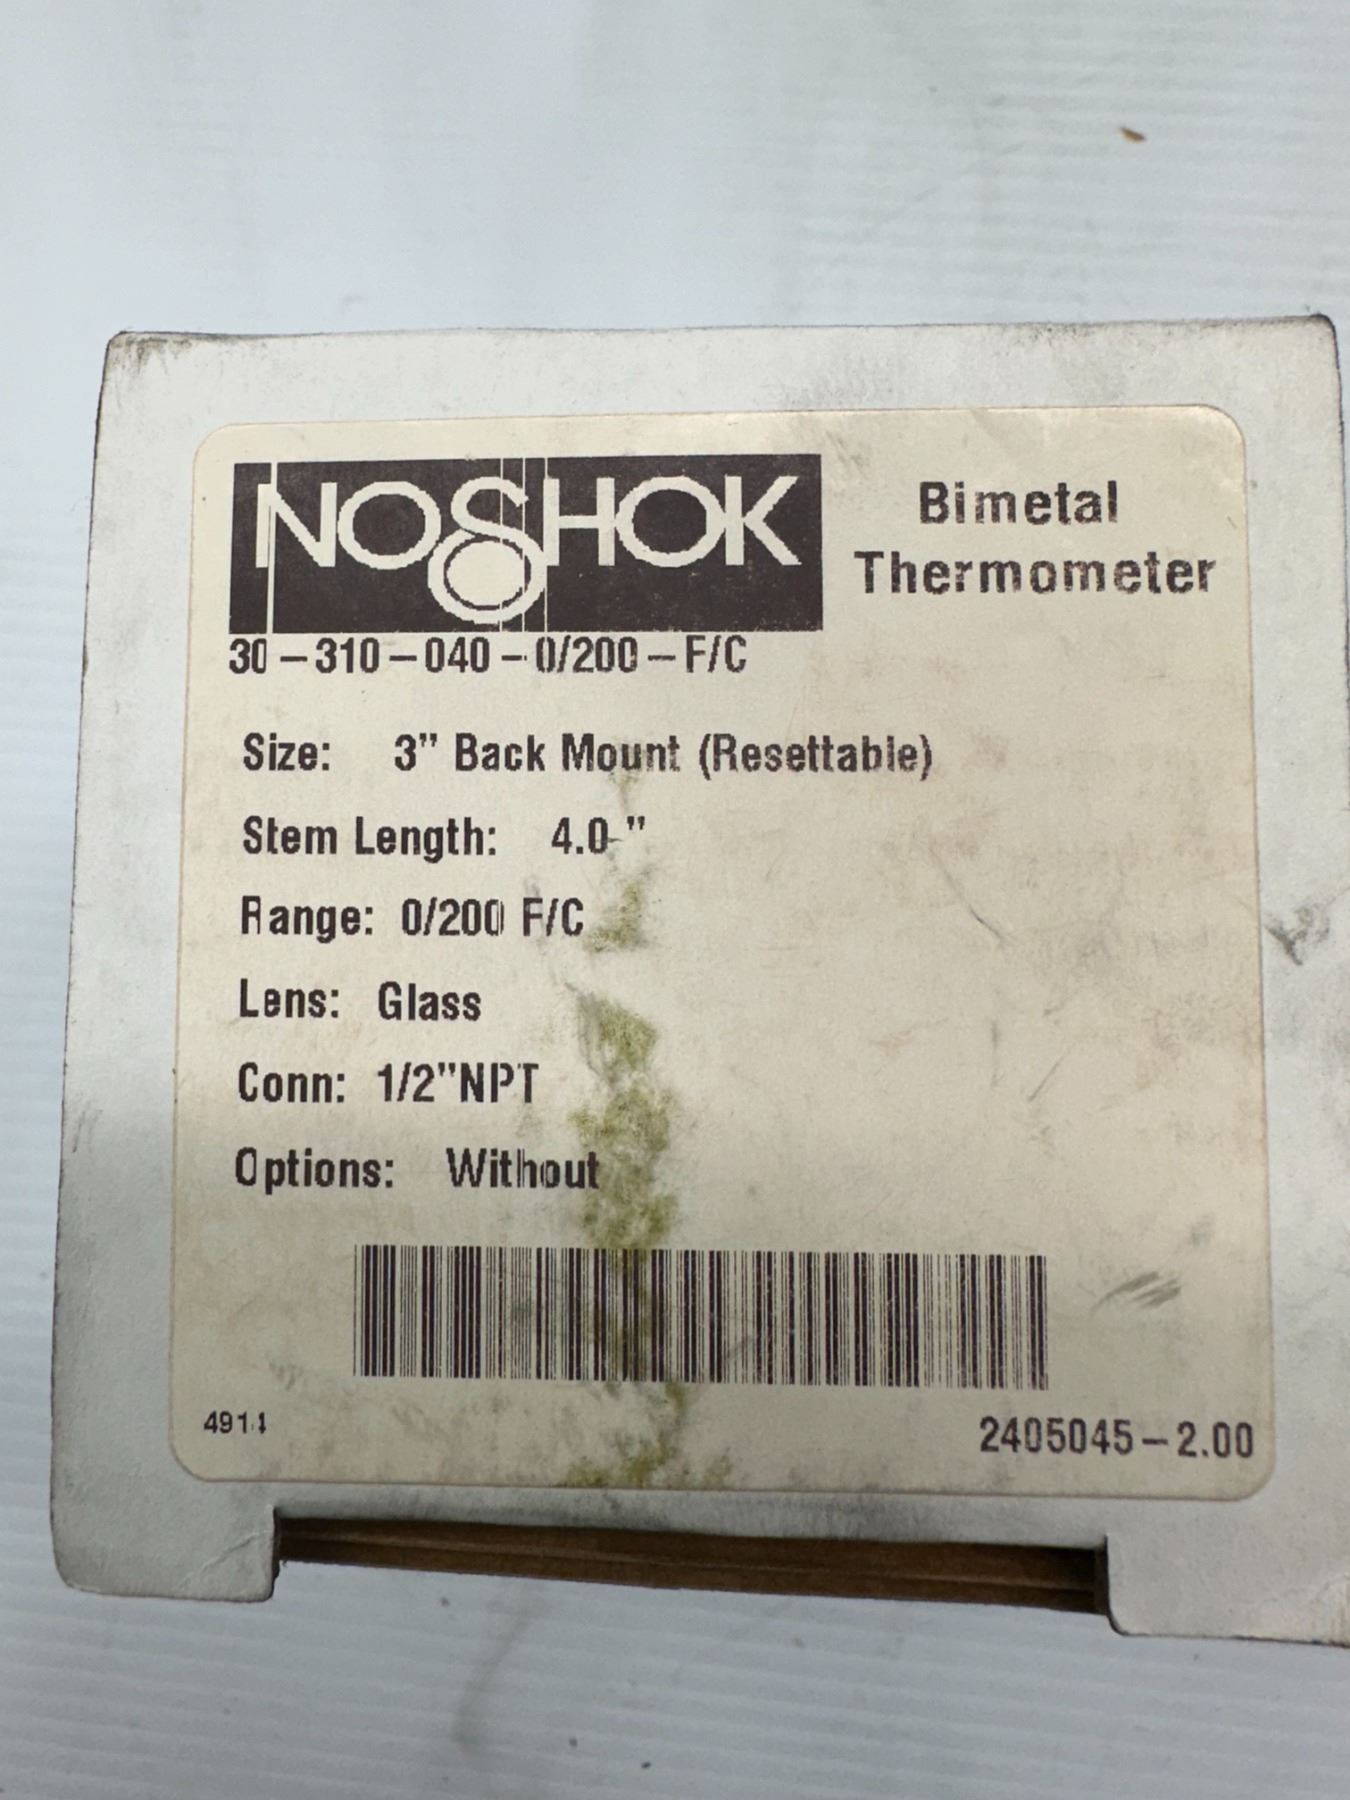 NOSHOK
Bimetal
Thermometer
30-310-040-0/200-F/C
Size: 3" Back Mount (Resettable)
Stem Length: 4.0 "
Range: 0/200 F/C
Lens: Glass
Conn: 1/2"NPT
Options: Without
4914
2405045-2.00